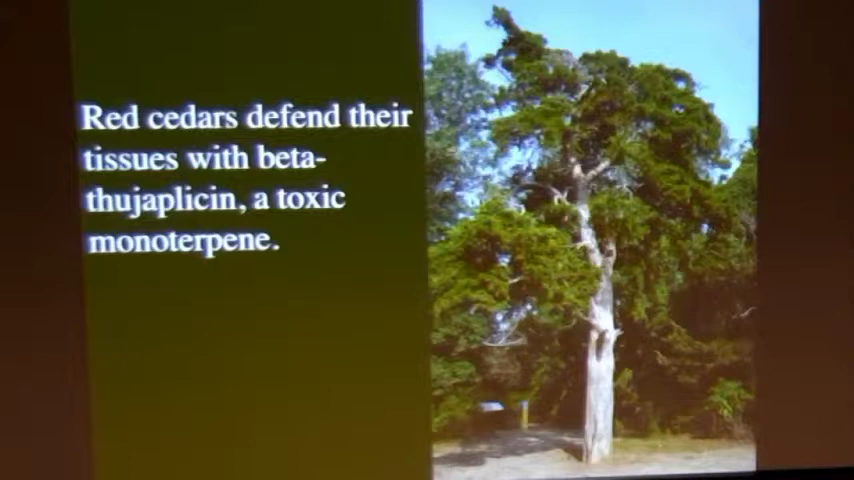 Red cedars defend their
tissues with beta-
thujaplicin, a toxic
monoterpene.